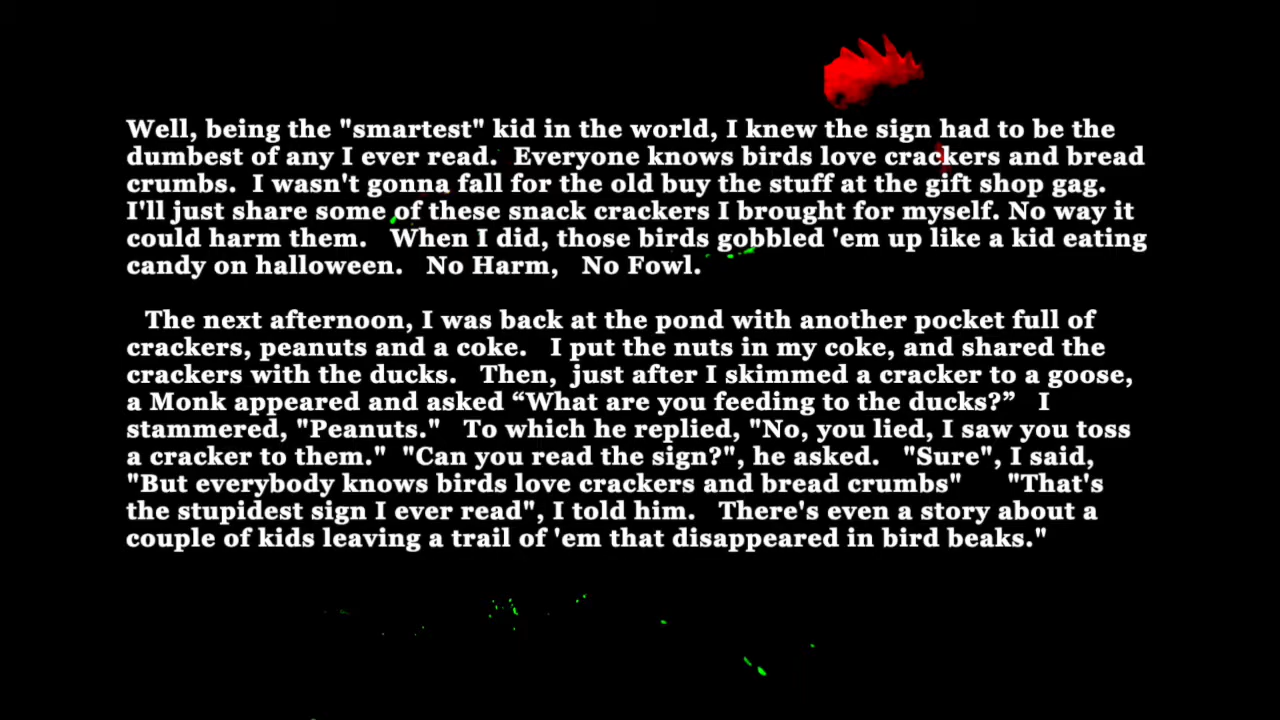 Well, being the "smartest" kid in the world, I knew the sign had to be the
dumbest of any I ever read.  Everyone knows birds love crackers and bread
crumbs.  I wasn't gonna fall for the old buy the stuff at the gift shop gag.
I'll just share some of these snack crackers I brought for myself. No way it
could harm them.   When I did, those birds gobbled 'em up like a kid eating
candy on halloween.   No Harm,   No Fowl.
The next afternoon, I was back at the pond with another pocket full of
crackers, peanuts and a coke.   I put the nuts in my coke, and shared the
crackers with the ducks.   Then,  just after I skimmed a cracker to a goose,
a Monk appeared and asked “What are you feeding to the ducks?”   I
stammered, "Peanuts."   To which he replied, "No, you lied, I saw you toss
a cracker to them."  "Can you read the sign?", he asked.   "Sure", I said,
"But everybody knows birds love crackers and bread crumbs"      "That's
the stupidest sign I ever read", I told him.   There's even a story about a
couple of kids leaving a trail of 'em that disappeared in bird beaks."